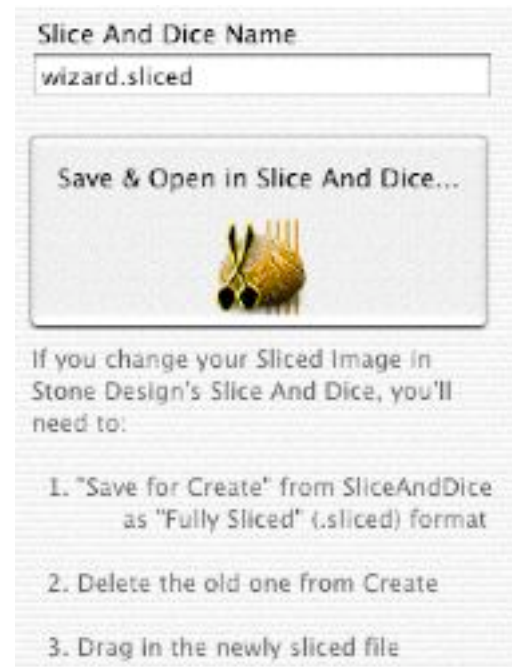 Slice And Dice Name
wizard.sliced
Save & Open in Slice And Dice...
If you change your Sliced Image in
Stone Design's Slice And Dice, you'll
need to:
1. "Save for Create" from SliceAndDice
as "Fully Sliced" (.sliced) format
2. Delete the old one from Create
3. Drag in the newly sliced file